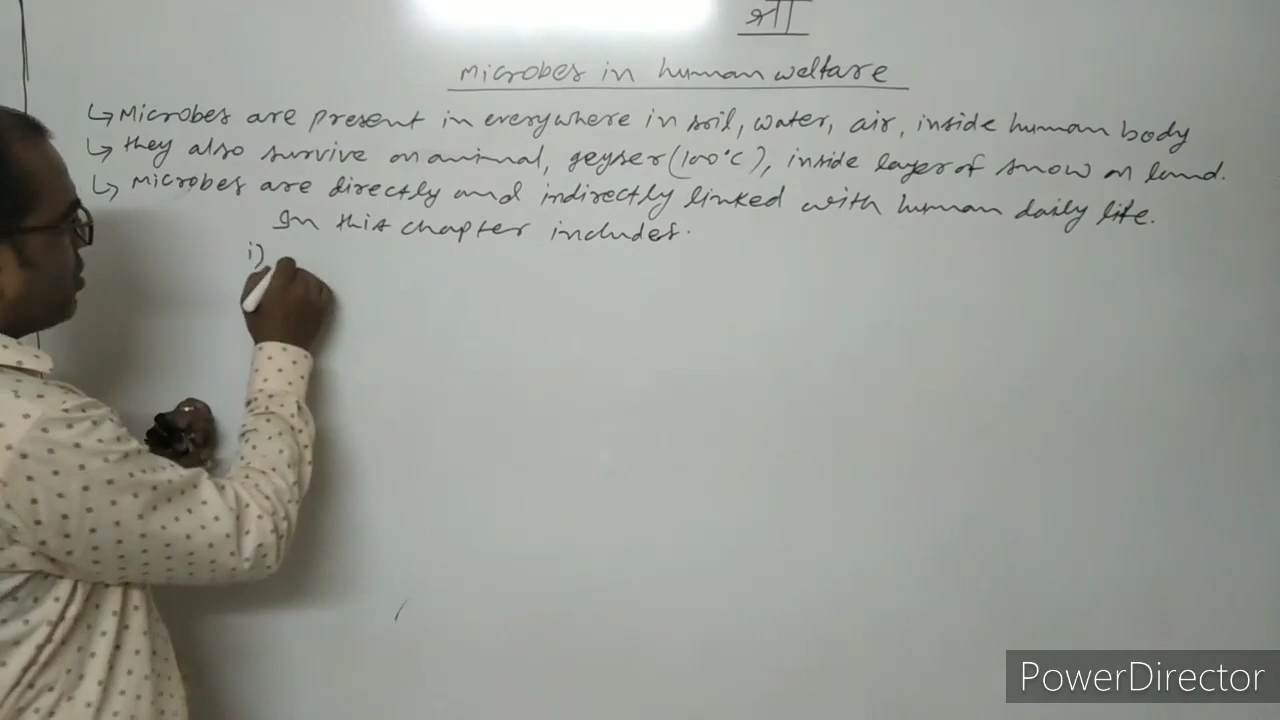 श्री
Microbes in human welfare
↳ Microbes are present in everywhere in soil, water, air, inside human body
↳ they also survive on animal, geyser (100°C), inside layer of snow on land.
↳ Microbes are directly and indirectly linked with human daily life.
In this chapter includes.
i)
PowerDirector